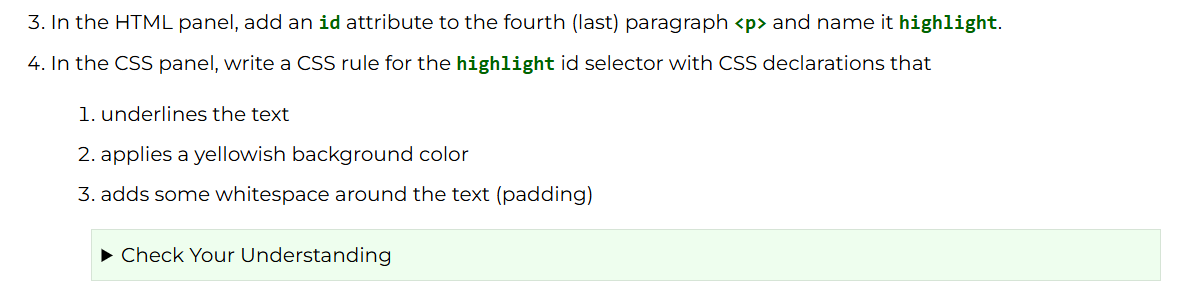 3. In the HTML panel, add an id attribute to the fourth (last) paragraph <p> and name it highlight.
4. In the CSS panel, write a CSS rule for the highlight id selector with CSS declarations that
1. underlines the text
2. applies a yellowish background color
3. adds some whitespace around the text (padding)
▶ Check Your Understanding